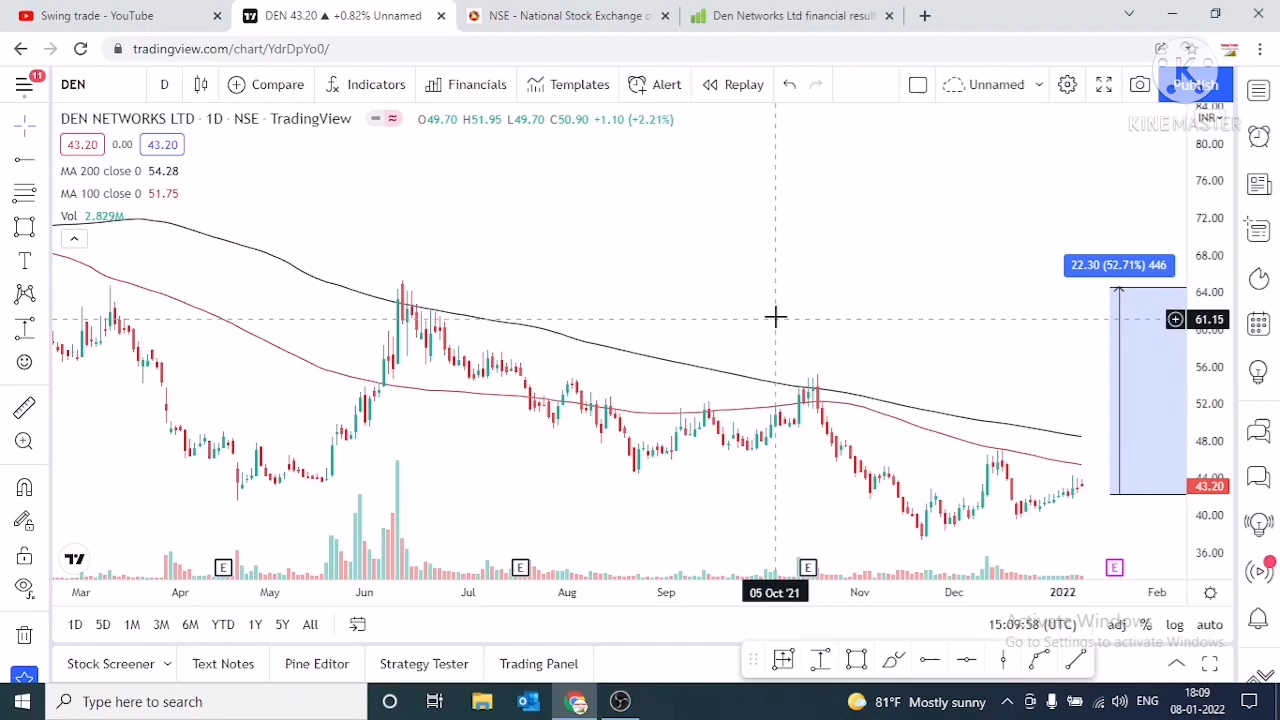 Swing trade - YouTube
DEN 43.20 ▲ +0.82% Unnamed
NSE - National Stock Exchange o
Den Networks Ltd financial result
tradingview.com/chart/YdrDpYo0/
11
DEN
D
Compare
Indicators
Financials
Templates
Alert
Replay
Unnamed
Publish
K
KINEMASTER
DEN NETWORKS LTD · 1D · NSE · TradingView
O49.70 H51.95 L49.70 C50.90 +1.10 (+2.21%)
43.20 0.00 43.20
MA 200 close 0 54.28
MA 100 close 0 51.75
Vol 2.829M
84.00
INR
80.00
76.00
72.00
68.00
64.00
61.15
60.00
56.00
52.00
48.00
44.00
43.20
40.00
36.00
22.30 (52.71%) 446
E
E
E
E
Mar
Apr
May
Jun
Jul
Aug
Sep
05 Oct '21
Nov
Dec
2022
Feb
1D
5D
1M
3M
6M
YTD
1Y
5Y
All
15:09:58 (UTC)
adj
%
log
auto
Activate Windows
Go to Settings to activate Windows.
Stock Screener
Text Notes
Pine Editor
Strategy Tester
Trading Panel
Type here to search
81°F Mostly sunny
ENG
18:09
08-01-2022